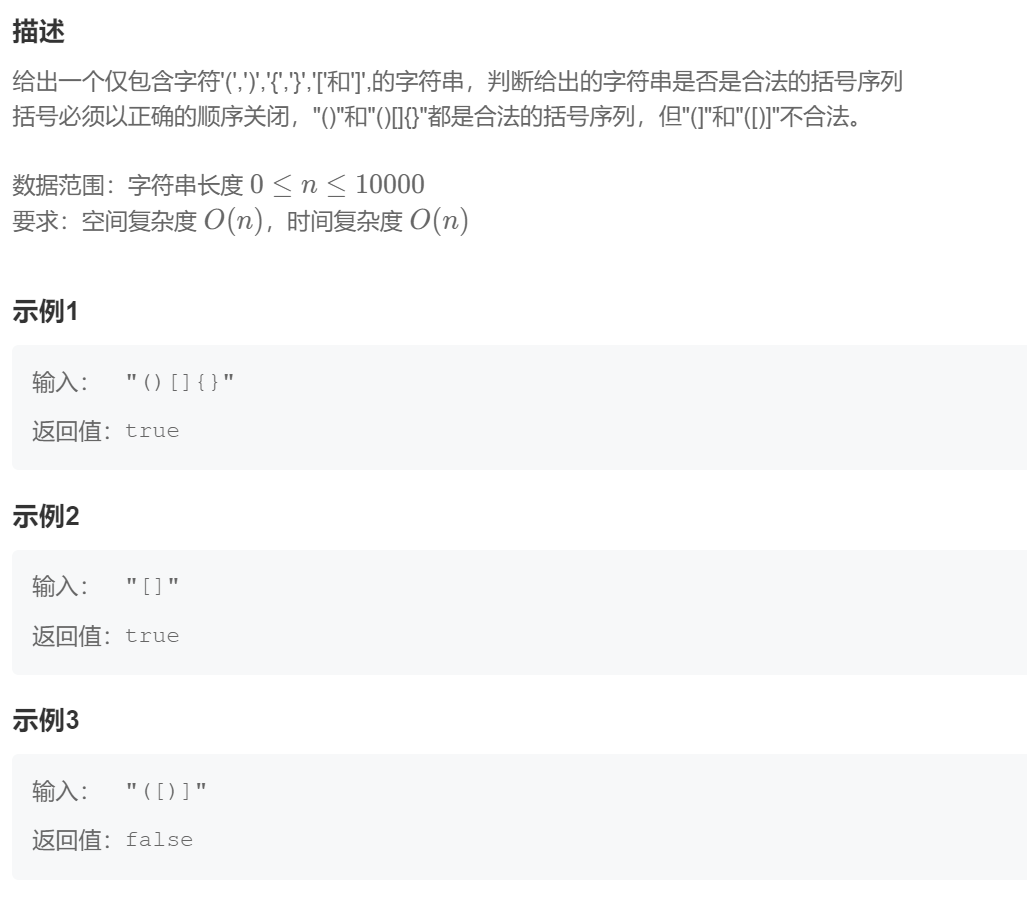 描述
给出一个仅包含字符'(',')','{','}','['和']',的字符串，判断给出的字符串是否是合法的括号序列
括号必须以正确的顺序关闭，"()"和"()[]{}"都是合法的括号序列，但"(]"和"([)]"不合法。
数据范围：字符串长度 0 ≤ n ≤ 10000
要求：空间复杂度 O(n)，时间复杂度 O(n)
示例1
输入： "()[]{}"
返回值：true
示例2
输入： "[]"
返回值：true
示例3
输入： "([)]"
返回值：false